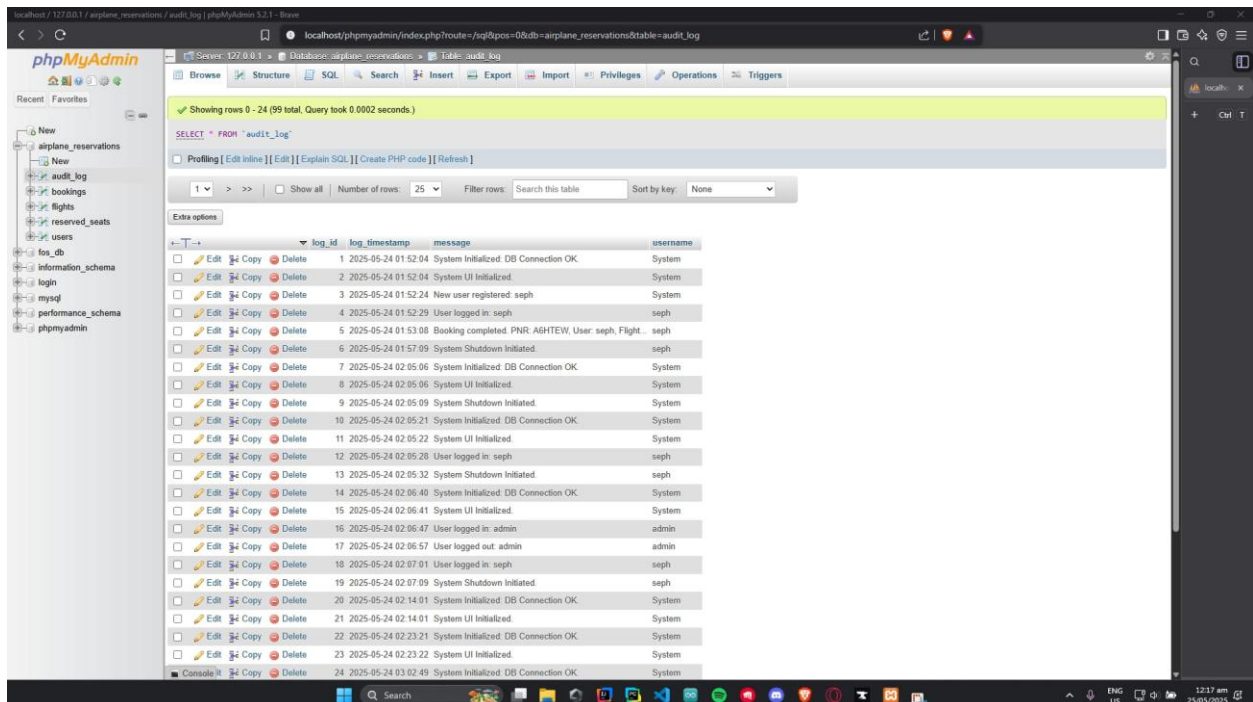 localhost / 127.0.0.1 / airplane_reservations / audit_log | phpMyAdmin 5.2.1 - Brave
localhost/phpmyadmin/index.php?route=/sql&pos=0&db=airplane_reservations&table=audit_log
phpMyAdmin
Recent Favorites
New
airplane_reservations
New
audit_log
bookings
flights
reserved_seats
users
fos_db
information_schema
login
mysql
performance_schema
phpmyadmin
Server: 127.0.0.1 » Database: airplane_reservations » Table: audit_log
Browse Structure SQL Search Insert Export Import Privileges Operations Triggers
Showing rows 0 - 24 (99 total, Query took 0.0002 seconds.)
SELECT * FROM `audit_log`
Profiling [ Edit inline ] [ Edit ] [ Explain SQL ] [ Create PHP code ] [ Refresh ]
1 > >> Show all Number of rows: 25 Filter rows: Search this table Sort by key: None
Extra options
←T→ log_id log_timestamp message username
Edit Copy Delete 1 2025-05-24 01:52:04 System Initialized: DB Connection OK. System
Edit Copy Delete 2 2025-05-24 01:52:04 System UI Initialized. System
Edit Copy Delete 3 2025-05-24 01:52:24 New user registered: seph System
Edit Copy Delete 4 2025-05-24 01:52:29 User logged in: seph seph
Edit Copy Delete 5 2025-05-24 01:53:08 Booking completed. PNR: A6HTEW, User: seph, Flight... seph
Edit Copy Delete 6 2025-05-24 01:57:09 System Shutdown Initiated. seph
Edit Copy Delete 7 2025-05-24 02:05:06 System Initialized: DB Connection OK. System
Edit Copy Delete 8 2025-05-24 02:05:06 System UI Initialized. System
Edit Copy Delete 9 2025-05-24 02:05:09 System Shutdown Initiated. System
Edit Copy Delete 10 2025-05-24 02:05:21 System Initialized: DB Connection OK. System
Edit Copy Delete 11 2025-05-24 02:05:22 System UI Initialized. System
Edit Copy Delete 12 2025-05-24 02:05:28 User logged in: seph seph
Edit Copy Delete 13 2025-05-24 02:05:32 System Shutdown Initiated. seph
Edit Copy Delete 14 2025-05-24 02:06:40 System Initialized: DB Connection OK. System
Edit Copy Delete 15 2025-05-24 02:06:41 System UI Initialized. System
Edit Copy Delete 16 2025-05-24 02:06:47 User logged in: admin admin
Edit Copy Delete 17 2025-05-24 02:06:57 User logged out: admin admin
Edit Copy Delete 18 2025-05-24 02:07:01 User logged in: seph seph
Edit Copy Delete 19 2025-05-24 02:07:09 System Shutdown Initiated. seph
Edit Copy Delete 20 2025-05-24 02:14:01 System Initialized: DB Connection OK. System
Edit Copy Delete 21 2025-05-24 02:14:01 System UI Initialized. System
Edit Copy Delete 22 2025-05-24 02:23:21 System Initialized: DB Connection OK. System
Edit Copy Delete 23 2025-05-24 02:23:22 System UI Initialized. System
Console it Copy Delete 24 2025-05-24 03:02:49 System Initialized: DB Connection OK. System
localh
Ctrl T
Search
ENG
US
12:17 am
25/05/2025